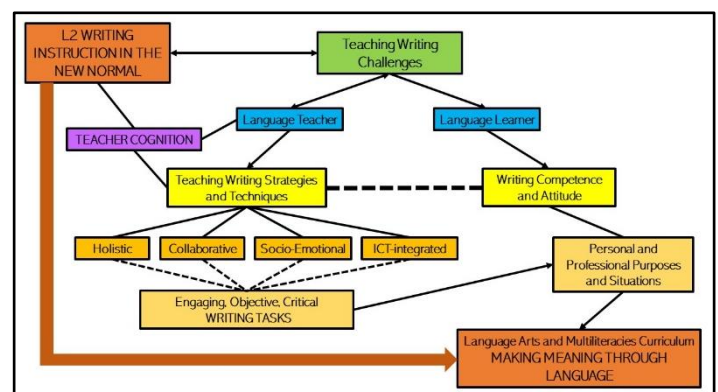 L2 WRITING
INSTRUCTION IN THE
NEW NORMAL
Teaching Writing
Challenges
Language Teacher
Language Learner
TEACHER COGNITION
Teaching Writing Strategies
and Techniques
Writing Competence
and Attitude
Holistic
Collaborative
Socio-Emotional
ICT-integrated
Personal and
Professional Purposes
and Situations
Engaging, Objective, Critical
WRITING TASKS
Language Arts and Multiliteracies Curriculum
MAKING MEANING THROUGH
LANGUAGE